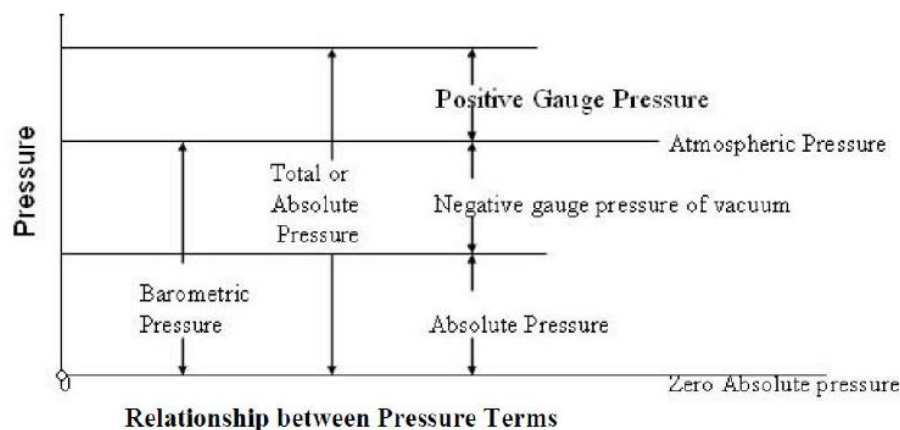 Pressure
Positive Gauge Pressure
Atmospheric Pressure
Total or
Absolute
Pressure
Negative gauge pressure of vacuum
Barometric
Pressure
Absolute Pressure
0
Zero Absolute pressure
Relationship between Pressure Terms